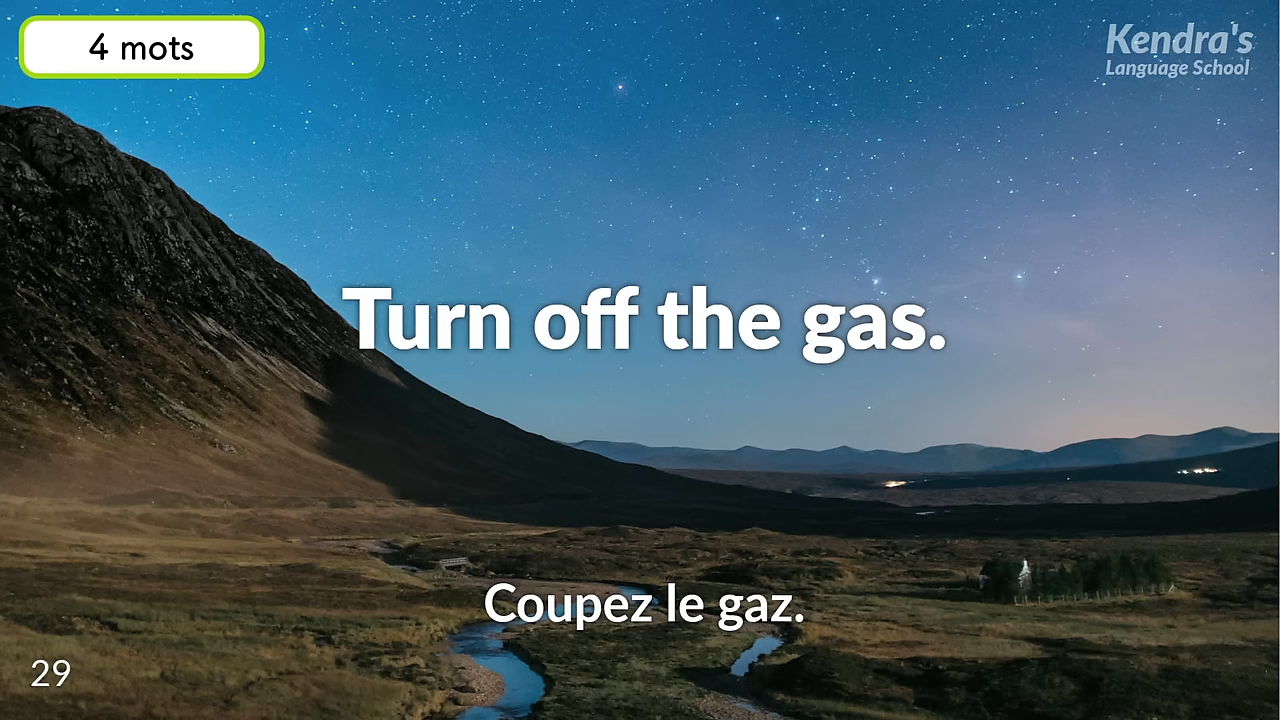 4 mots
Kendra's
Language School
Turn off the gas.
Coupez le gaz.
29